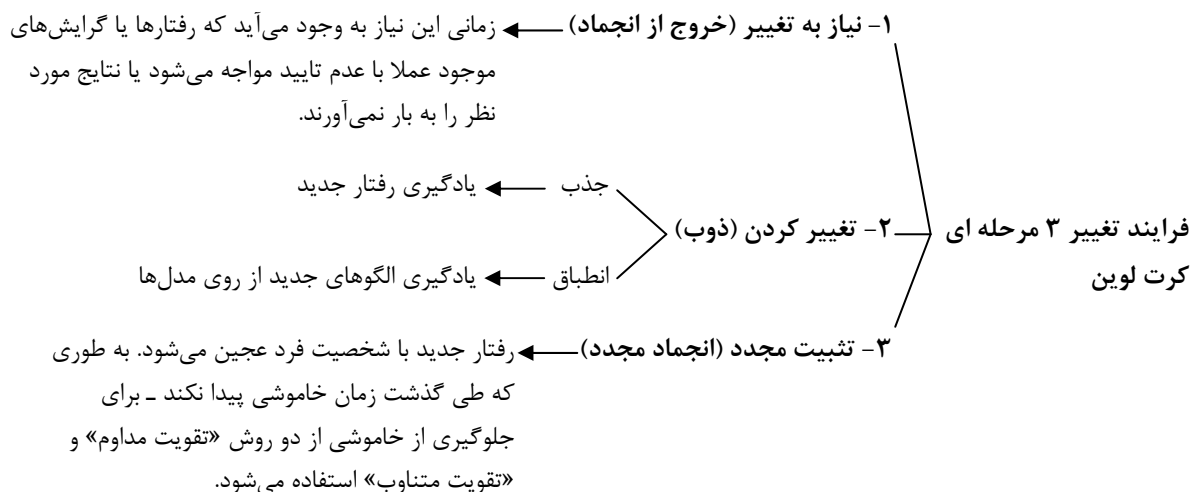 ۱- نیاز به تغییر (خروج از انجماد) زمانی این نیاز به وجود می‌آید که رفتارها یا گرایش‌های
موجود عملا با عدم تایید مواجه می‌شود یا نتایج مورد
نظر را به بار نمی‌آورند.
فرایند تغییر ۳ مرحله ای
کرت لوین
۲- تغییر کردن (ذوب)
جذب یادگیری رفتار جدید
انطباق یادگیری الگوهای جدید از روی مدل‌ها
۳- تثبیت مجدد (انجماد مجدد) رفتار جدید با شخصیت فرد عجین می‌شود. به طوری
که طی گذشت زمان خاموشی پیدا نکند ـ برای
جلوگیری از خاموشی از دو روش «تقویت مداوم» و
«تقویت متناوب» استفاده می‌شود.